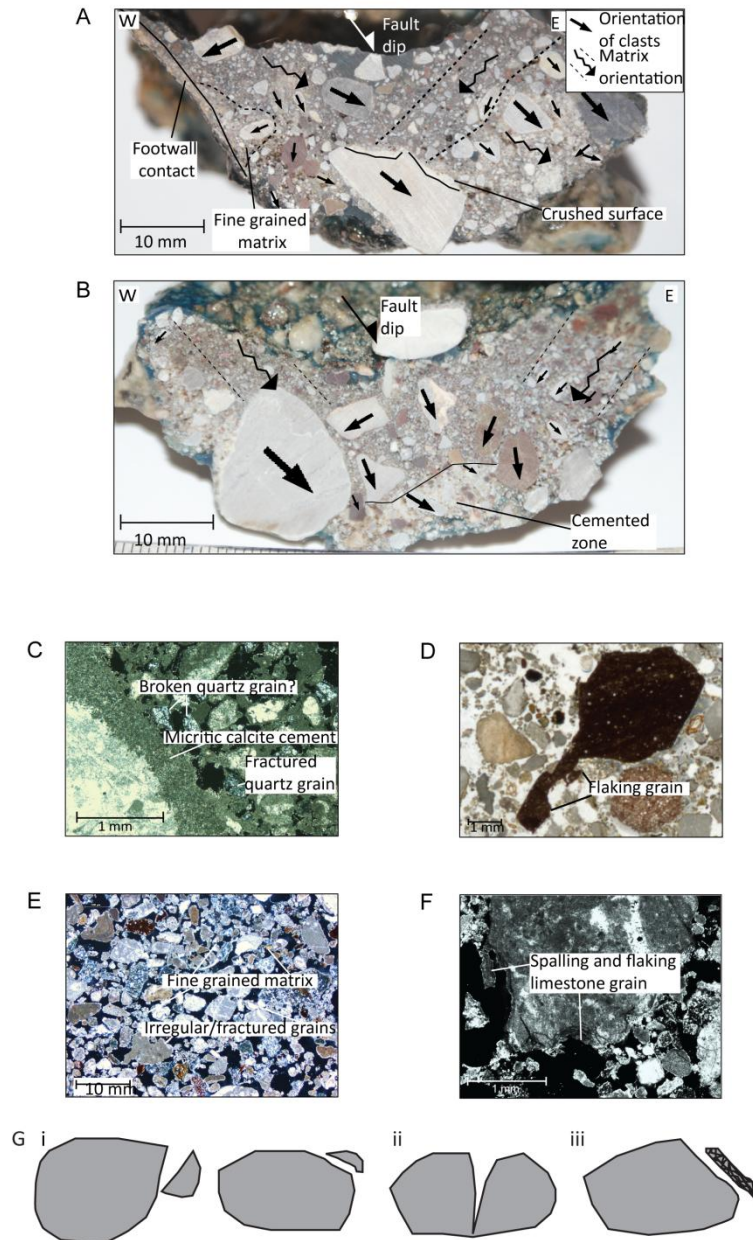 A
W
Fault
dip
E
Orientation
of clasts
Matrix
orientation
Footwall
contact
Fine grained
matrix
Crushed surface
10 mm
B
W
Fault
dip
E
10 mm
Cemented
zone
C
Broken quartz grain?
Micritic calcite cement
Fractured
quartz grain
1 mm
D
Flaking grain
1 mm
E
Fine grained matrix
Irregular/fractured grains
10 mm
F
Spalling and flaking
limestone grain
1 mm
G i ii iii